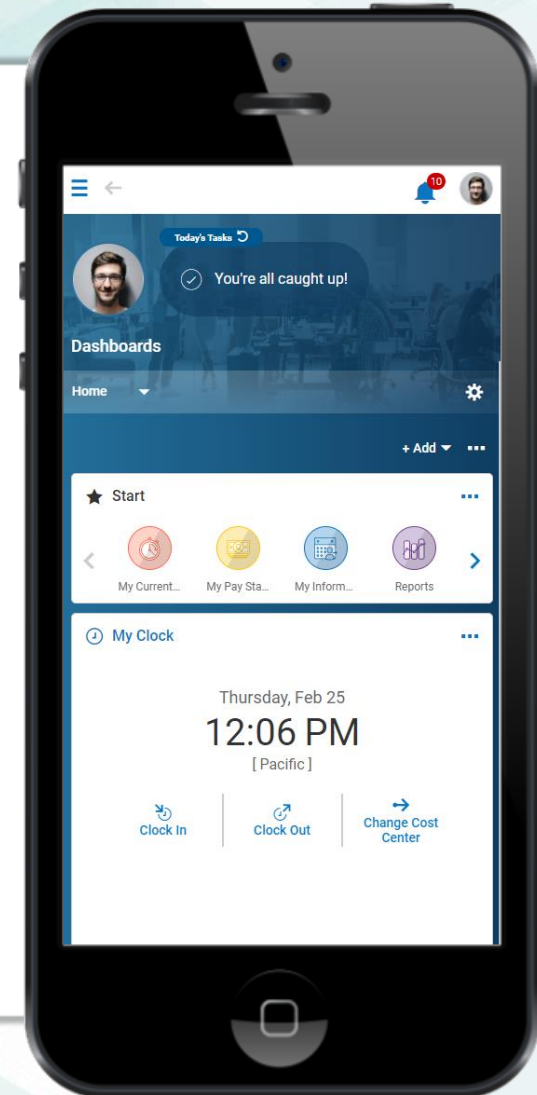 10
Today's Tasks
You're all caught up!
Dashboards
Home
+ Add
Start
My Current...
My Pay Sta...
My Inform...
Reports
My Clock
Thursday, Feb 25
12:06 PM
[ Pacific ]
Clock In
Clock Out
Change Cost
Center